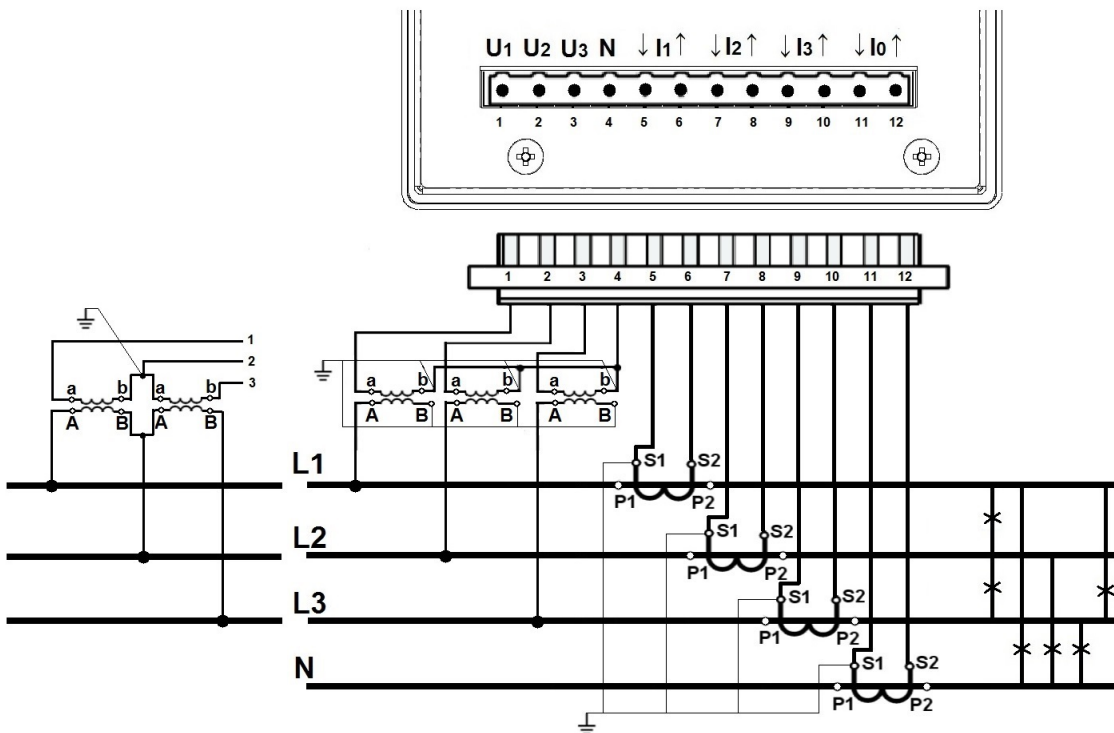 U1 U2 U3 N ↓ I1 ↑ ↓ I2 ↑ ↓ I3 ↑ ↓ I0 ↑
1 2 3 4 5 6 7 8 9 10 11 12
1 2 3 4 5 6 7 8 9 10 11 12
1
2
3
a b a b
A B A B
a b a b a b
A B A B A B
L1
S1 S2
P1 P2
L2
S1 S2
P1 P2
L3
S1 S2
P1 P2
N
S1 S2
P1 P2